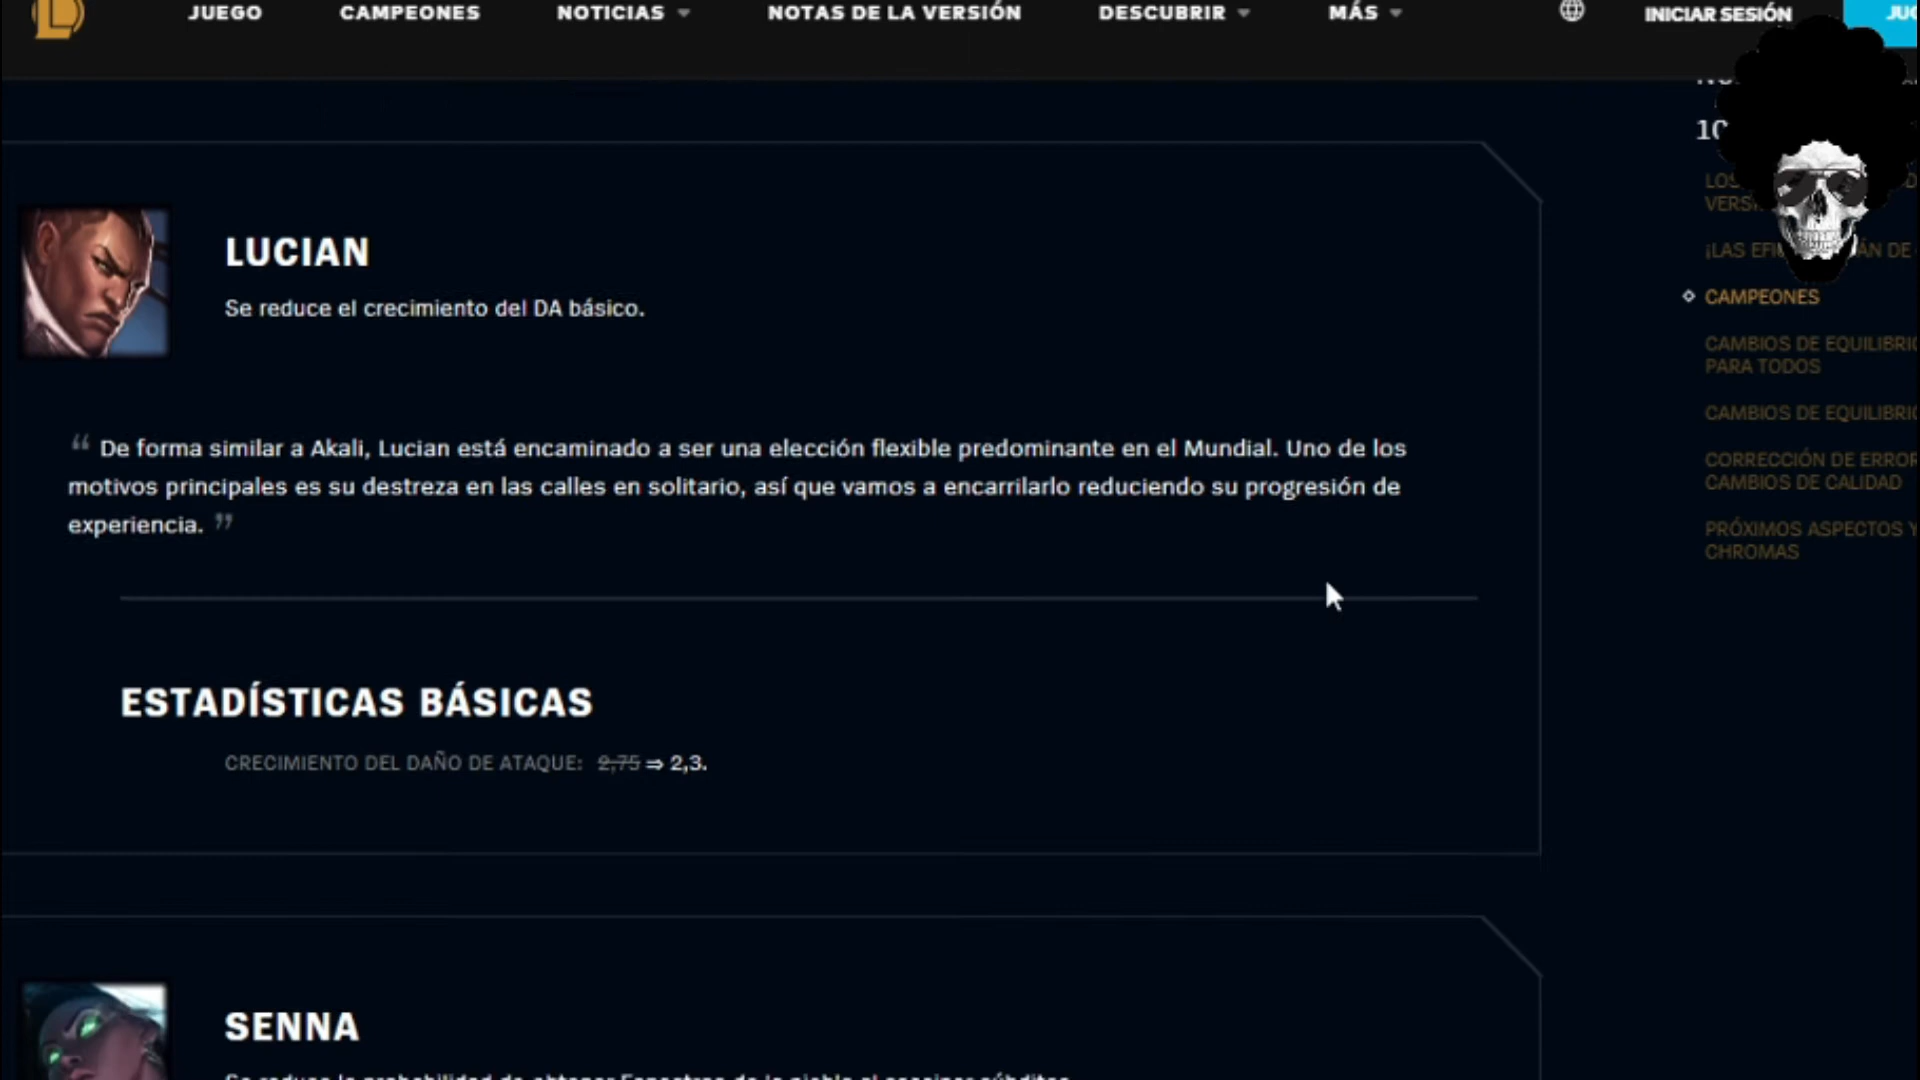 JUEGO CAMPEONES NOTICIAS NOTAS DE LA VERSIÓN DESCUBRIR MÁS INICIAR SESIÓN
LUCIAN
Se reduce el crecimiento del DA básico.
“ De forma similar a Akali, Lucian está encaminado a ser una elección flexible predominante en el Mundial. Uno de los
motivos principales es su destreza en las calles en solitario, así que vamos a encarrilarlo reduciendo su progresión de
experiencia. ”
ESTADÍSTICAS BÁSICAS
CRECIMIENTO DEL DAÑO DE ATAQUE: 2,75 ⇒ 2,3.
SENNA
¡LAS
CAMPEONES
CAMBIOS DE EQUILIBRIO
PARA TODOS
CAMBIOS DE EQUILIBRIO
CORRECCIÓN DE ERROR
CAMBIOS DE CALIDAD
PRÓXIMOS ASPECTOS Y
CHROMAS